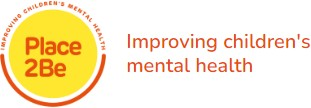 IMPROVING CHILDREN'S MENTAL HEALTH
Place
2Be
Improving children's
mental health